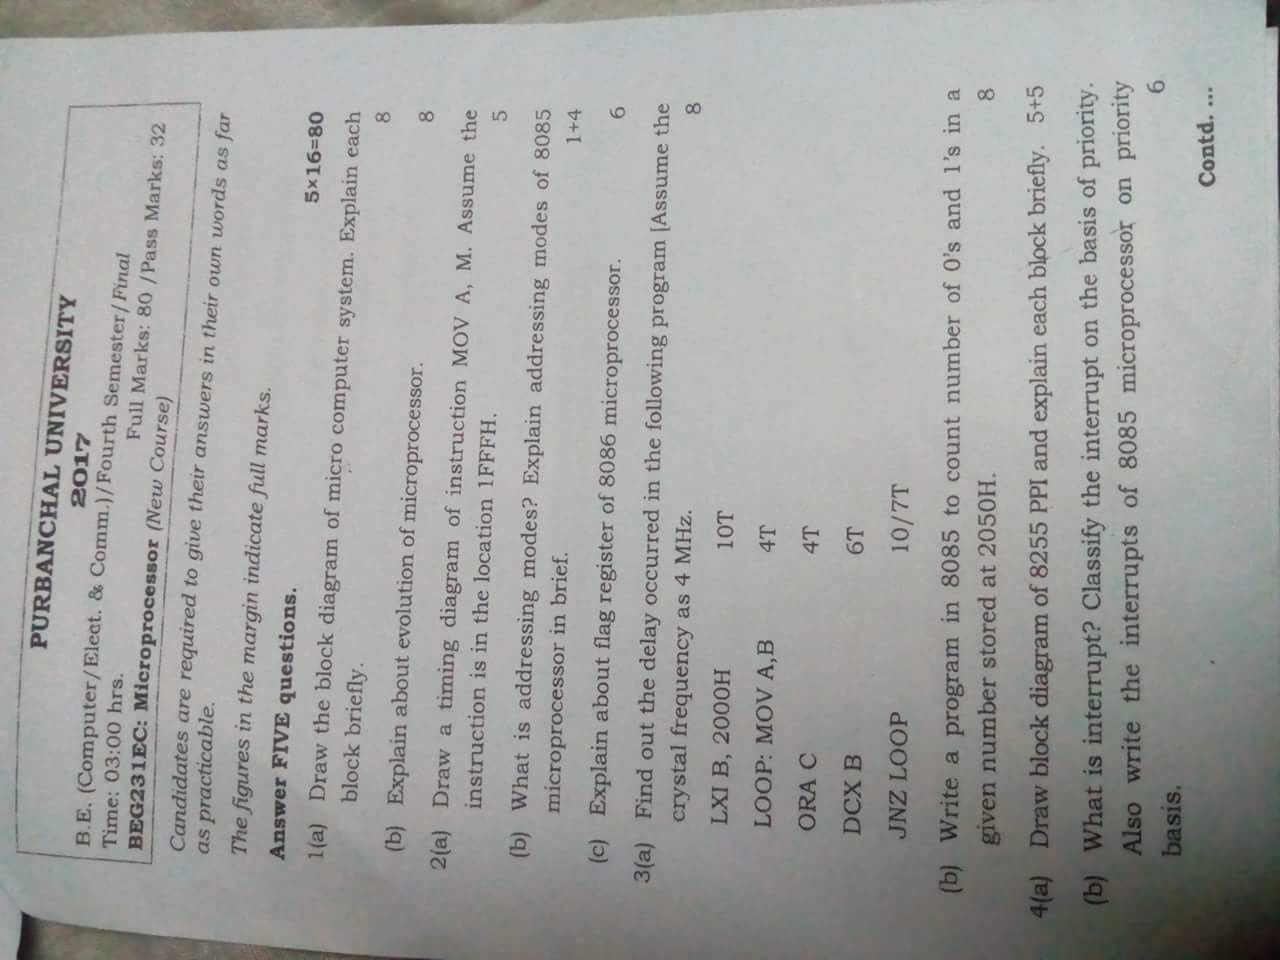 PURBANCHAL UNIVERSITY
2017
B.E. (Computer/Elect. & Comm.)/Fourth Semester/Final
Time: 03:00 hrs. Full Marks: 80 /Pass Marks: 32
BEG231EC: Microprocessor (New Course)
Candidates are required to give their answers in their own words as far
as practicable.
The figures in the margin indicate full marks.
Answer FIVE questions. 5×16=80
1(a) Draw the block diagram of micro computer system. Explain each
block briefly. 8
(b) Explain about evolution of microprocessor. 8
2(a) Draw a timing diagram of instruction MOV A, M. Assume the
instruction is in the location 1FFFH. 5
(b) What is addressing modes? Explain addressing modes of 8085
microprocessor in brief. 1+4
(c) Explain about flag register of 8086 microprocessor. 6
3(a) Find out the delay occurred in the following program [Assume the
crystal frequency as 4 MHz. 8
LXI B, 2000H 10T
LOOP: MOV A,B 4T
ORA C 4T
DCX B 6T
JNZ LOOP 10/7T
(b) Write a program in 8085 to count number of 0's and 1's in a
given number stored at 2050H. 8
4(a) Draw block diagram of 8255 PPI and explain each block briefly. 5+5
(b) What is interrupt? Classify the interrupt on the basis of priority.
Also write the interrupts of 8085 microprocessor on priority
basis. 6
Contd. ...